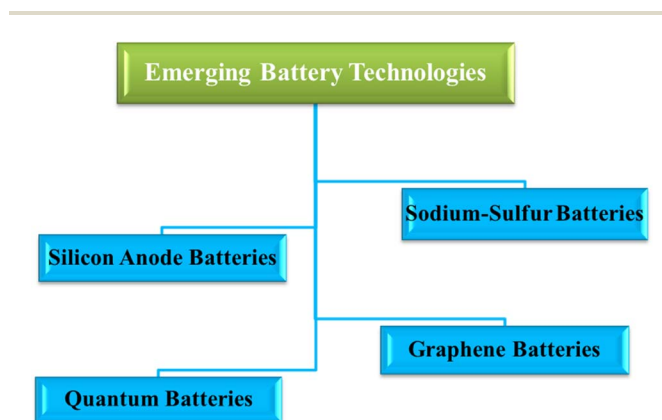 Emerging Battery Technologies
Sodium-Sulfur Batteries
Silicon Anode Batteries
Graphene Batteries
Quantum Batteries